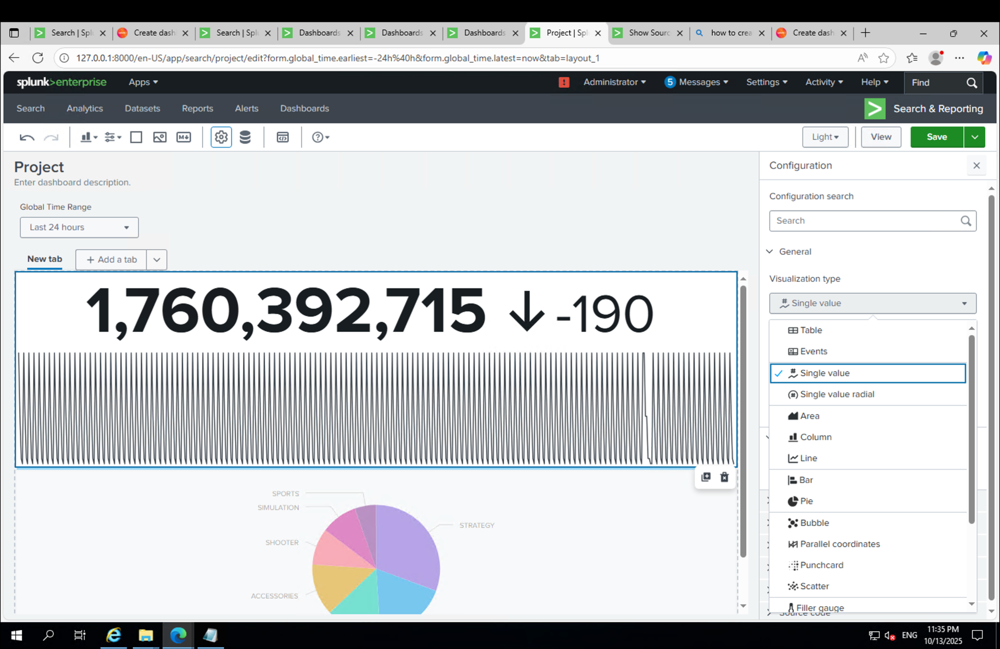 Search | Spl
Create dash
Search | Spl
Dashboards
Dashboards
Dashboards
Project | Spl
Show Sourc
how to crea
Create dash
127.0.0.1:8000/en-US/app/search/project/edit?form.global_time.earliest=-24h%40h&form.global_time.latest=now&tab=layout_1
splunk>enterprise
Apps
Administrator
5 Messages
Settings
Activity
Help
Find
Search
Analytics
Datasets
Reports
Alerts
Dashboards
Search & Reporting
Light
View
Save
Project
Enter dashboard description.
Global Time Range
Last 24 hours
New tab
+ Add a tab
1,760,392,715 ↓ -190
SPORTS
SIMULATION
STRATEGY
SHOOTER
ACCESSORIES
Configuration
Configuration search
Search
General
Visualization type
Single value
Table
Events
Single value
Single value radial
Area
Column
Line
Bar
Pie
Bubble
Parallel coordinates
Punchcard
Scatter
Filler gauge
Source code
ENG
11:35 PM
10/13/2025